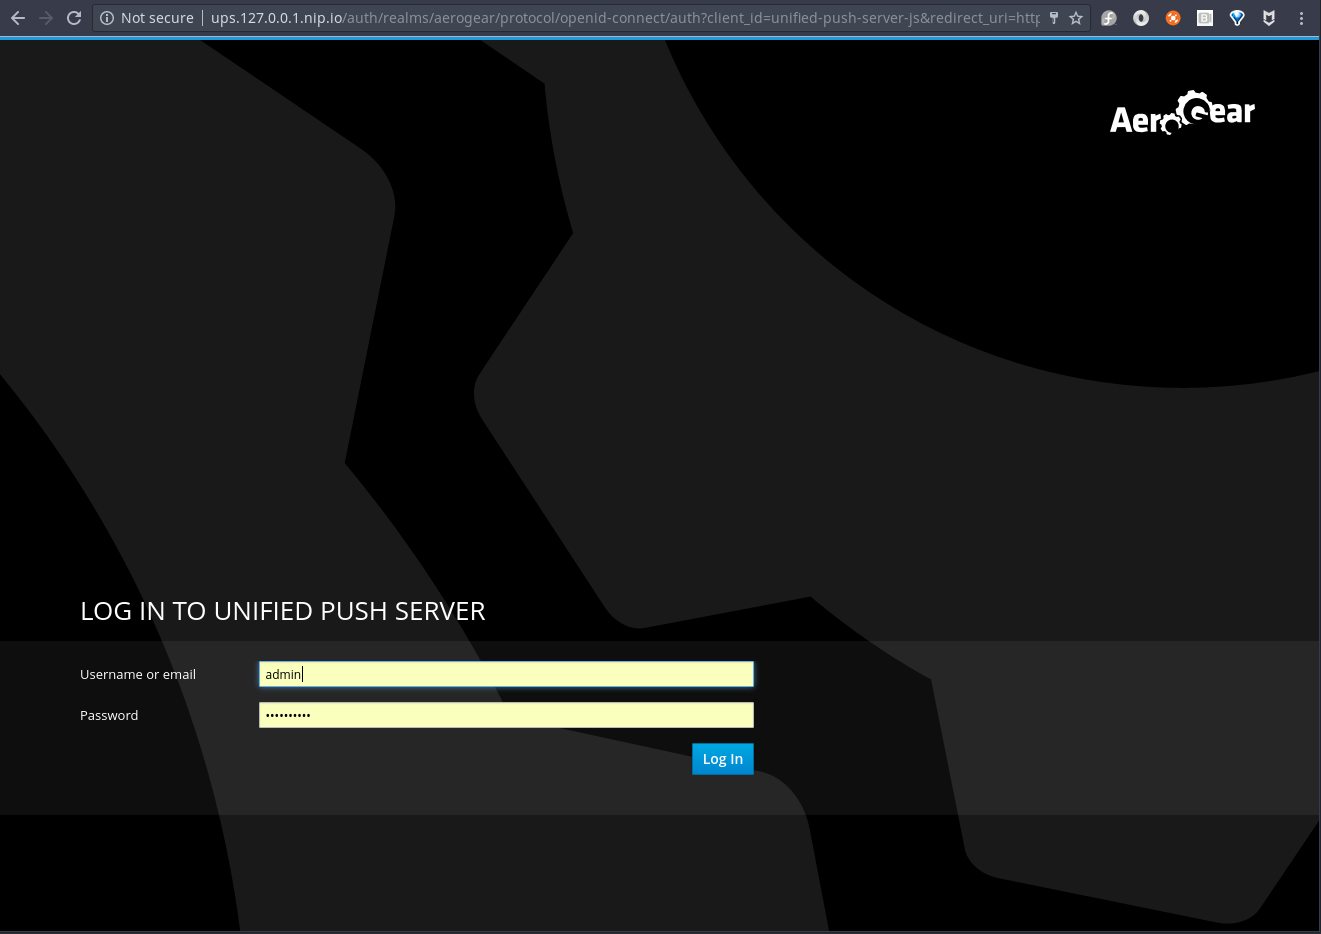 Not secure | ups.127.0.0.1.nip.io/auth/realms/aerogear/protocol/openid-connect/auth?client_id=unified-push-server-js&redirect_uri=http
AeroGear
LOG IN TO UNIFIED PUSH SERVER
Username or email admin
Password ••••••••••
Log In